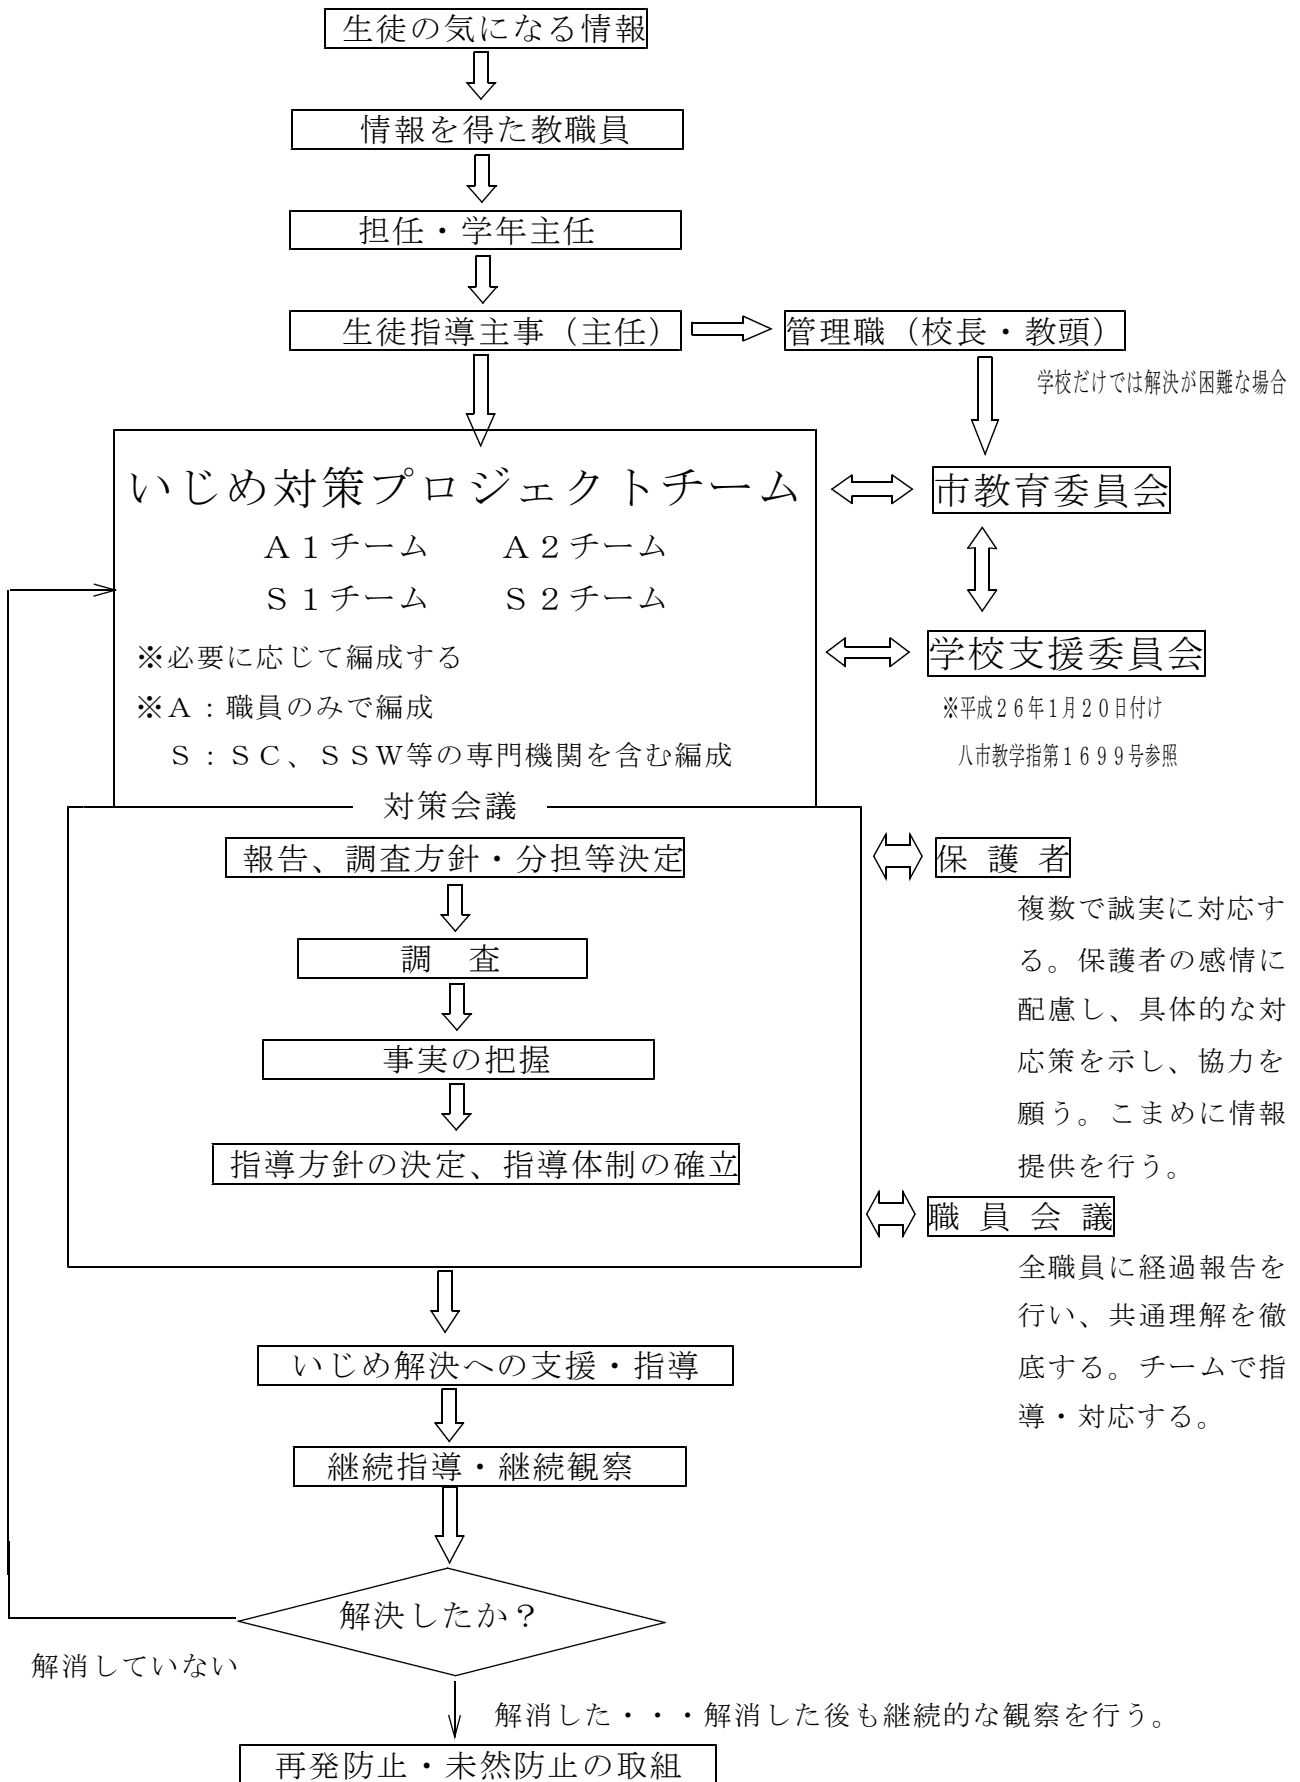 生徒の気になる情報
情報を得た教職員
担任・学年主任
生徒指導主事（主任）
管理職（校長・教頭）
学校だけでは解決が困難な場合
いじめ対策プロジェクトチーム
市教育委員会
Ａ１チーム　　Ａ２チーム
Ｓ１チーム　　Ｓ２チーム
※必要に応じて編成する
学校支援委員会
※Ａ：職員のみで編成
※平成２６年１月２０日付け
Ｓ：ＳＣ、ＳＳＷ等の専門機関を含む編成
八市教学指第１６９９号参照
対策会議
報告、調査方針・分担等決定
保 護 者
複数で誠実に対応す
る。保護者の感情に
配慮し、具体的な対
応策を示し、協力を
願う。こまめに情報
提供を行う。
調　査
事実の把握
指導方針の決定、指導体制の確立
職 員 会 議
全職員に経過報告を
行い、共通理解を徹
底する。チームで指
導・対応する。
いじめ解決への支援・指導
継続指導・継続観察
解決したか？
解消していない
解消した・・・解消した後も継続的な観察を行う。
再発防止・未然防止の取組